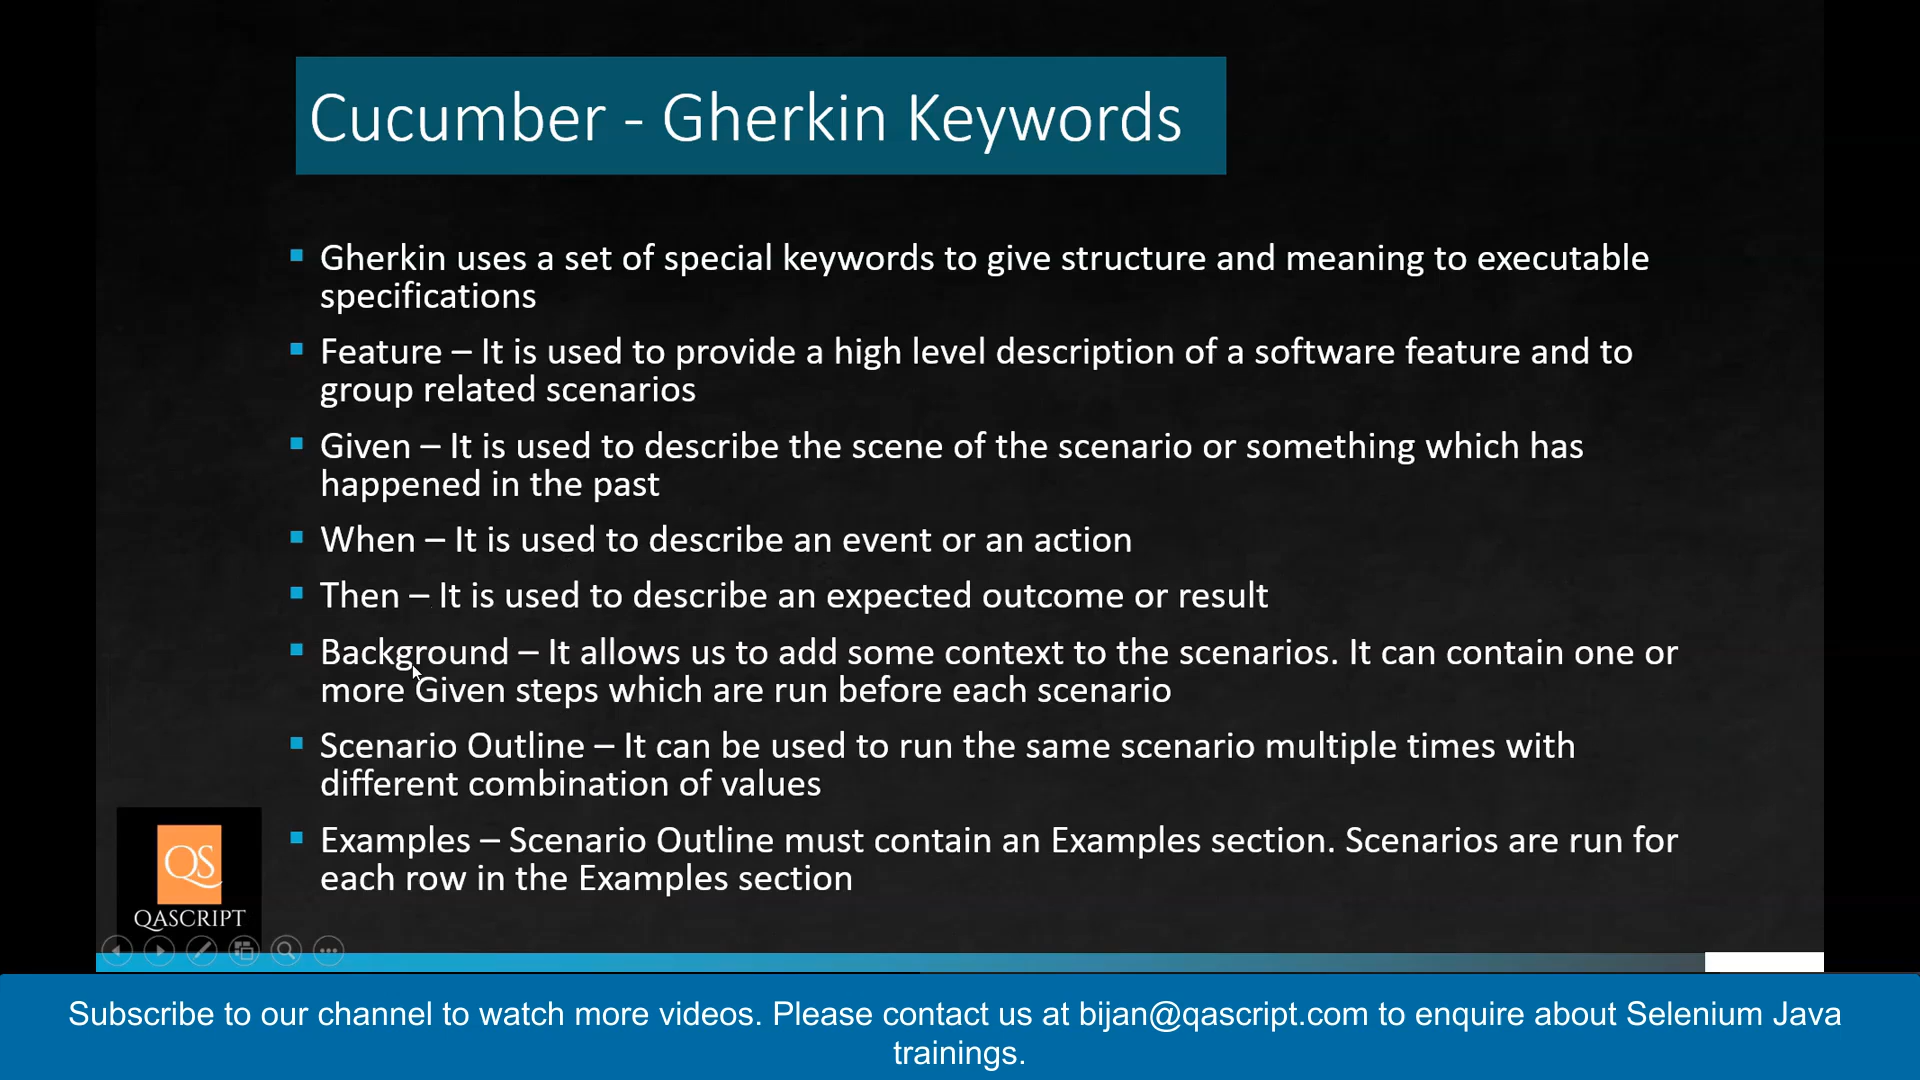 Cucumber - Gherkin Keywords
Gherkin uses a set of special keywords to give structure and meaning to executable
specifications
Feature – It is used to provide a high level description of a software feature and to
group related scenarios
Given – It is used to describe the scene of the scenario or something which has
happened in the past
When – It is used to describe an event or an action
Then – It is used to describe an expected outcome or result
Background – It allows us to add some context to the scenarios. It can contain one or
more Given steps which are run before each scenario
Scenario Outline – It can be used to run the same scenario multiple times with
different combination of values
Examples – Scenario Outline must contain an Examples section. Scenarios are run for
each row in the Examples section
QS
QASCRIPT
Subscribe to our channel to watch more videos. Please contact us at bijan@qascript.com to enquire about Selenium Java
trainings.